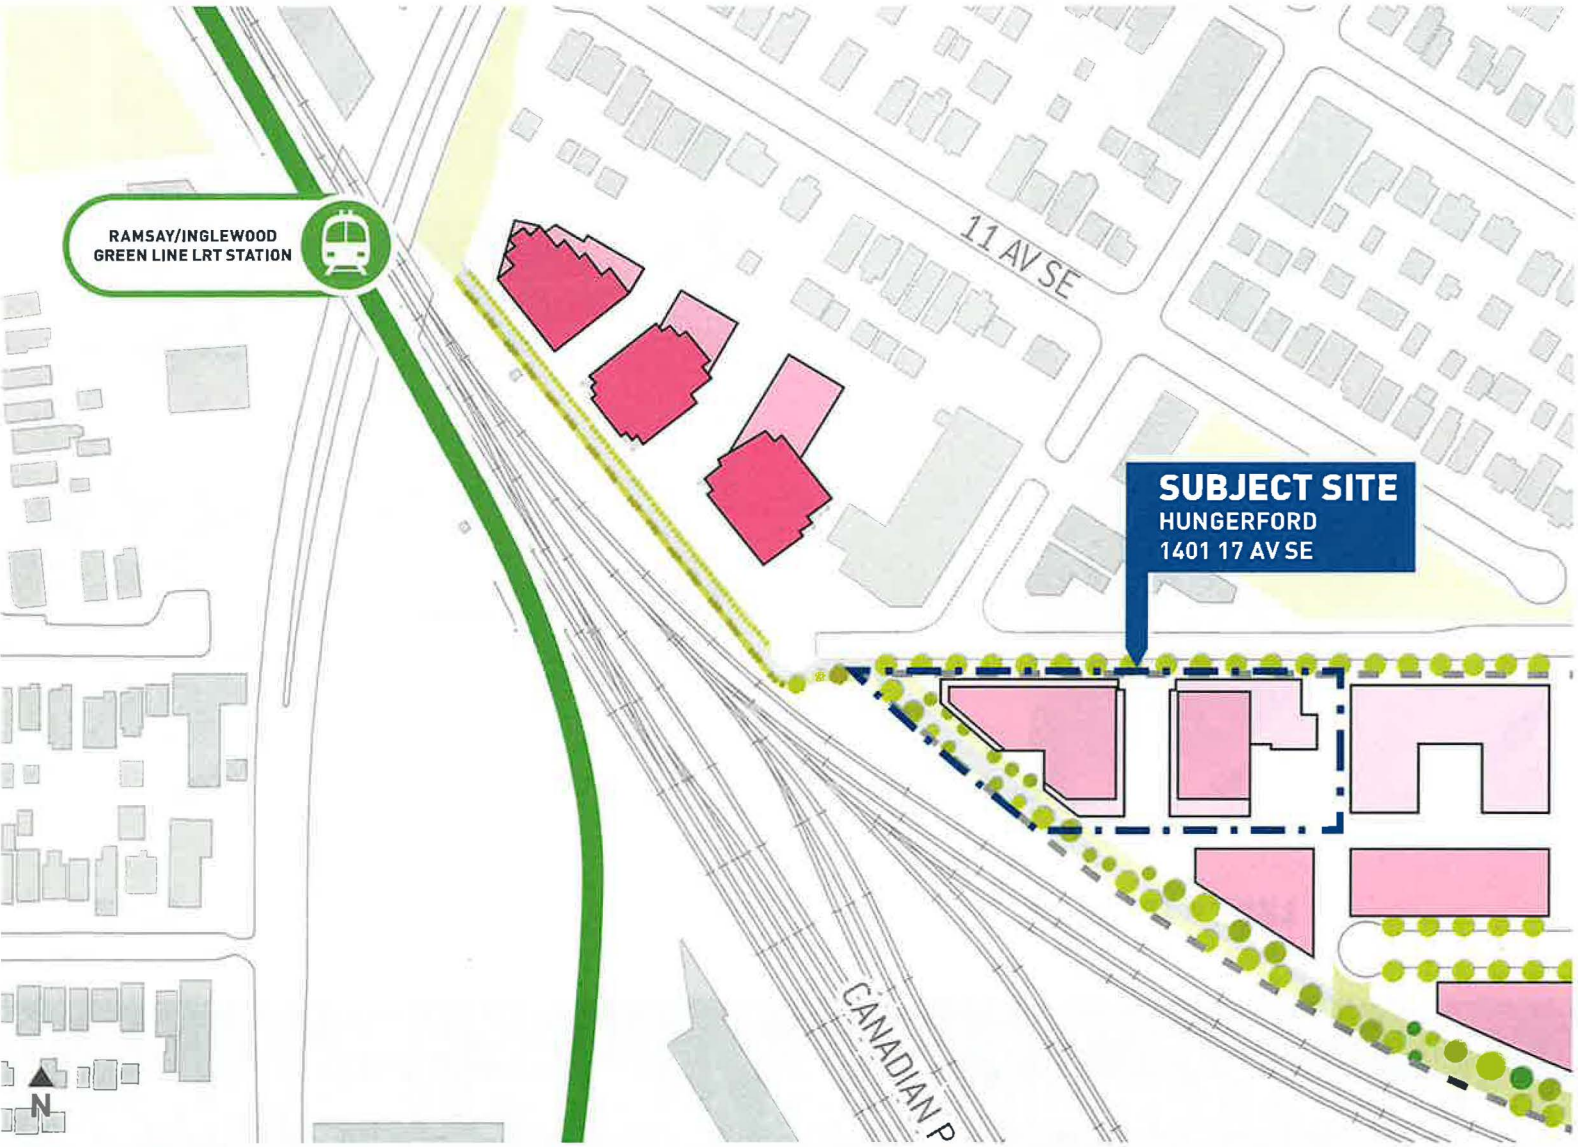 RAMSAY/INGLEWOOD
GREEN LINE LRT STATION
11 AV SE
SUBJECT SITE
HUNGERFORD
1401 17 AV SE
CANADIAN P
N